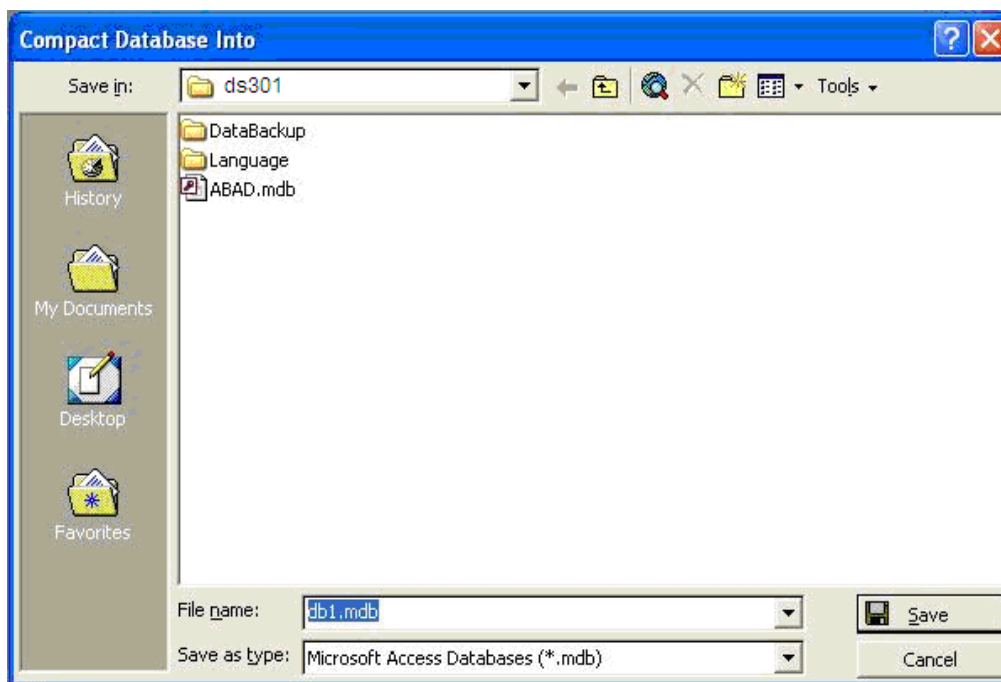 Compact Database Into
Save in:
ds301
Tools
DataBackup
Language
ABAD.mdb
History
My Documents
Desktop
Favorites
File name:
db1.mdb
Save
Save as type:
Microsoft Access Databases (*.mdb)
Cancel